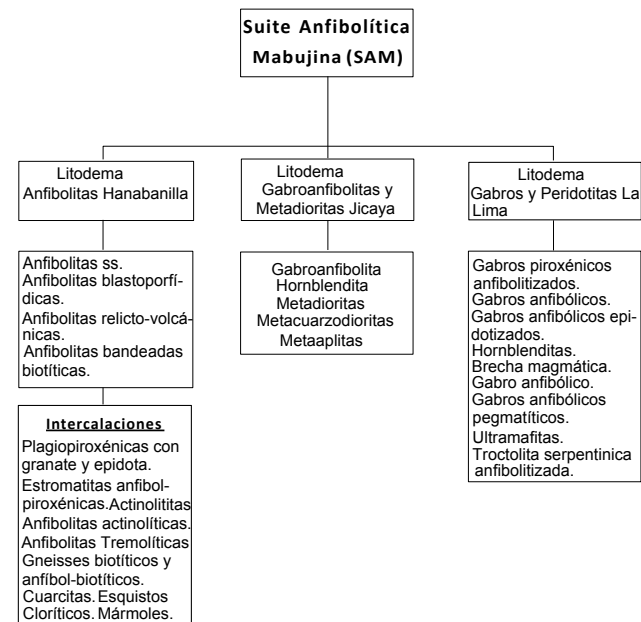 Suite Anfibolítica
Mabujina (SAM)
Litodema
Anfibolitas Hanabanilla
Litodema
Gabroanfibolitas y
Metadioritas Jicaya
Litodema
Gabros y Peridotitas La
Lima
Anfibolitas ss.
Anfibolitas blastoporfí-
dicas.
Anfibolitas relicto-volcá-
nicas.
Anfibolitas bandeadas
biotíticas.
Gabroanfibolita
Hornblendita
Metadioritas
Metacuarzodioritas
Metaaplitas
Gabros piroxénicos
anfibolitizados.
Gabros anfibólicos.
Gabros anfibólicos epi-
dotizados.
Hornblenditas.
Brecha magmática.
Gabro anfibólico.
Gabros anfibólicos
pegmatíticos.
Ultramafitas.
Troctolita serpentinica
anfibolitizada.
Intercalaciones
Plagiopiroxénicas con
granate y epidota.
Estromatitas anfibol-
piroxénicas.Actinolititas
Anfibolitas actinolíticas.
Anfibolitas Tremolíticas
Gneisses biotíticos y
anfíbol-biotíticos.
Cuarcitas. Esquistos
Cloríticos. Mármoles.